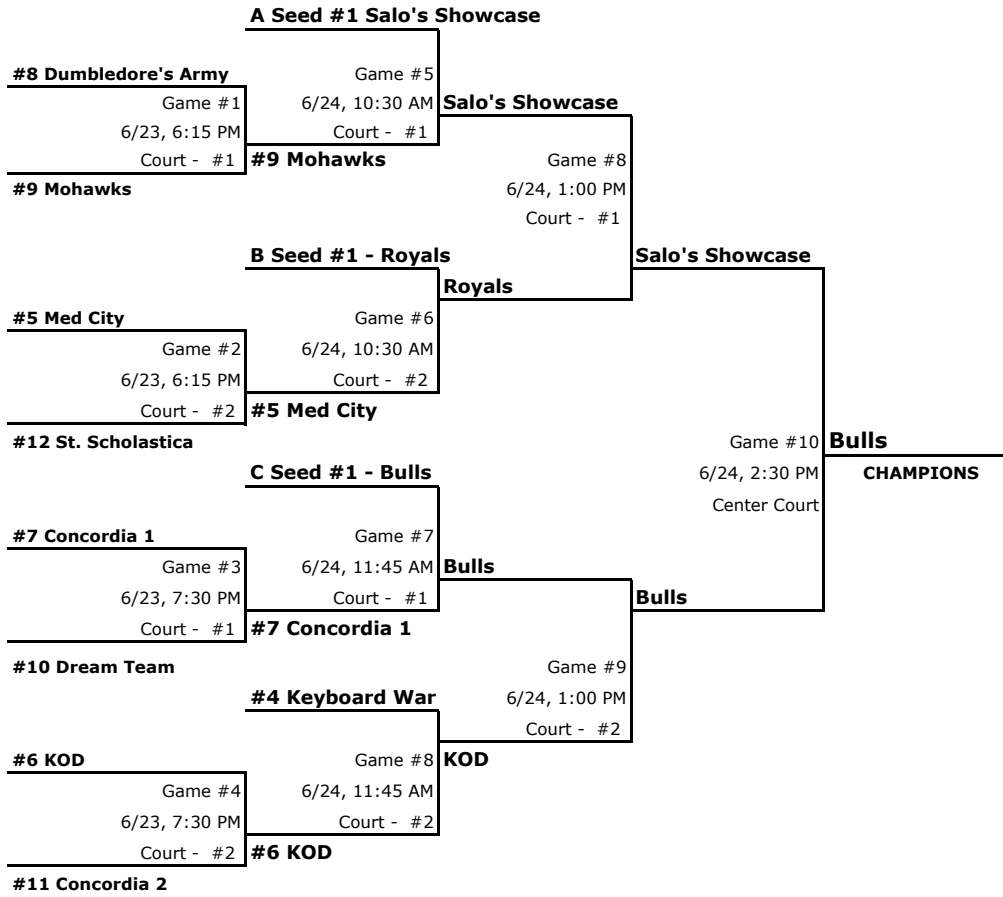 A Seed #1 Salo's Showcase
#8 Dumbledore's Army
Game #5
Game #1
6/24, 10:30 AM
Salo's Showcase
6/23, 6:15 PM
Court - #1
Court - #1
#9 Mohawks
Game #8
#9 Mohawks
6/24, 1:00 PM
Court - #1
B Seed #1 - Royals
Salo's Showcase
Royals
#5 Med City
Game #6
Game #2
6/24, 10:30 AM
6/23, 6:15 PM
Court - #2
Court - #2
#5 Med City
#12 St. Scholastica
Game #10
Bulls
C Seed #1 - Bulls
6/24, 2:30 PM
CHAMPIONS
Center Court
#7 Concordia 1
Game #7
Game #3
6/24, 11:45 AM
Bulls
6/23, 7:30 PM
Court - #1
Bulls
Court - #1
#7 Concordia 1
#10 Dream Team
Game #9
#4 Keyboard War
6/24, 1:00 PM
Court - #2
#6 KOD
Game #8
KOD
Game #4
6/24, 11:45 AM
6/23, 7:30 PM
Court - #2
Court - #2
#6 KOD
#11 Concordia 2